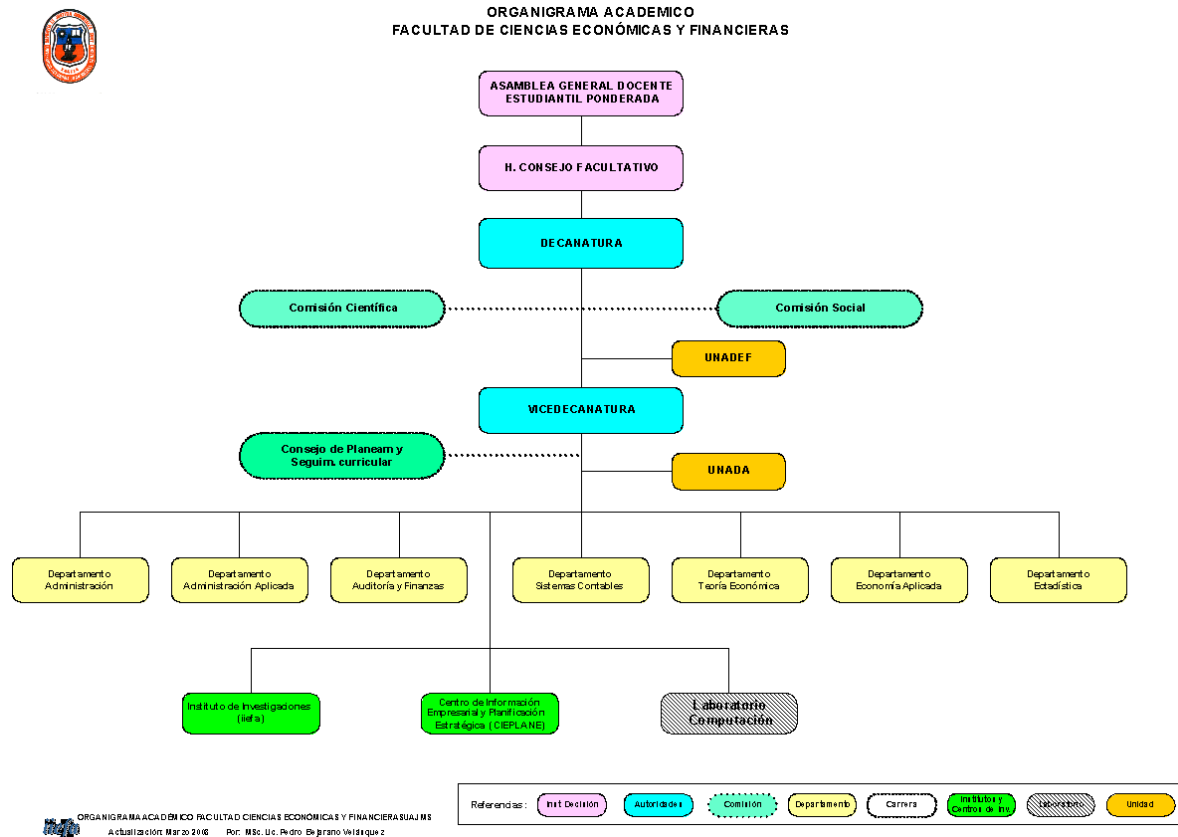 ORGANIGRAMA ACADEMICO
FACULTAD DE CIENCIAS ECONÓMICAS Y FINANCIERAS
ASAMBLEA GENERAL DOCENTE
ESTUDIANTIL PONDERADA
H. CONSEJO FACULTATIVO
DECANATURA
Comisión Científica
Comisión Social
UNADEF
VICEDECANATURA
Consejo de Planeam y
Seguim. curricular
UNADA
Departamento
Administración
Departamento
Administración Aplicada
Departamento
Auditoría y Finanzas
Departamento
Sistemas Contables
Departamento
Teoría Económica
Departamento
Economía Aplicada
Departamento
Ectadística
Instituto de Investigaciones
(iiefa)
Centro de Información
Empresarial y Planificación
Estratégica (CIEPLANE)
Laboratorio
Computación
Referencias:
Inst Decisión
Autoridades
Comisión
Departamento
Carrera
Institutos y
Centros de Inv.
Laboratorio
Unidad
ORGANIGRAMA ACADÉMICO FACULTAD CIENCIAS ECONÓMICAS Y FINANCIERAS UAJMS
Actualización: Marzo Por: MSc. Lic. Pedro Bejarano Velásquez